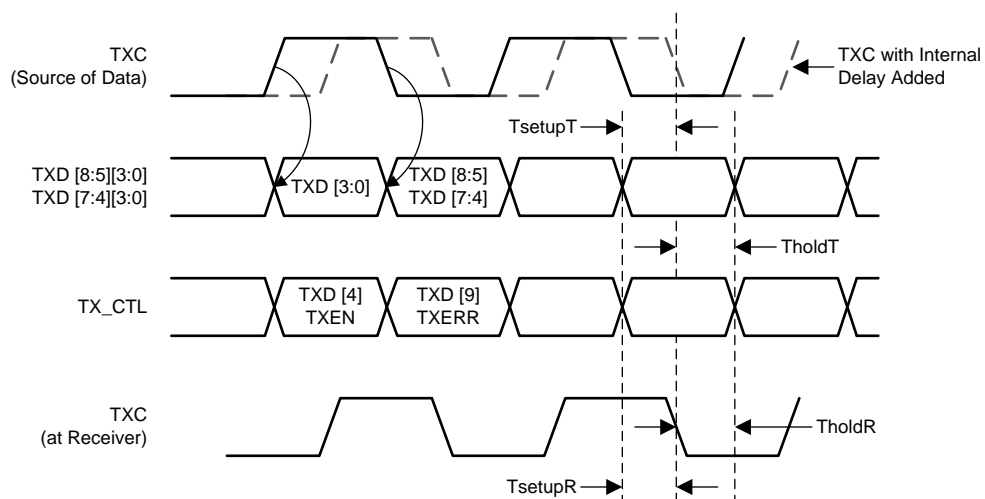 TXC
(Source of Data)
TXC with Internal
Delay Added
TsetupT
TXD [8:5][3:0]
TXD [7:4][3:0]
TXD [3:0]
TXD [8:5]
TXD [7:4]
TholdT
TX_CTL
TXD [4]
TXEN
TXD [9]
TXERR
TXC
(at Receiver)
TholdR
TsetupR